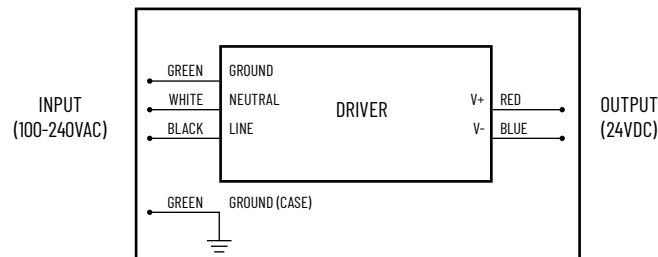 INPUT
(100-240VAC)
GREEN GROUND
WHITE NEUTRAL
BLACK LINE
DRIVER
V+ RED
V- BLUE
OUTPUT
(24VDC)
GREEN GROUND (CASE)